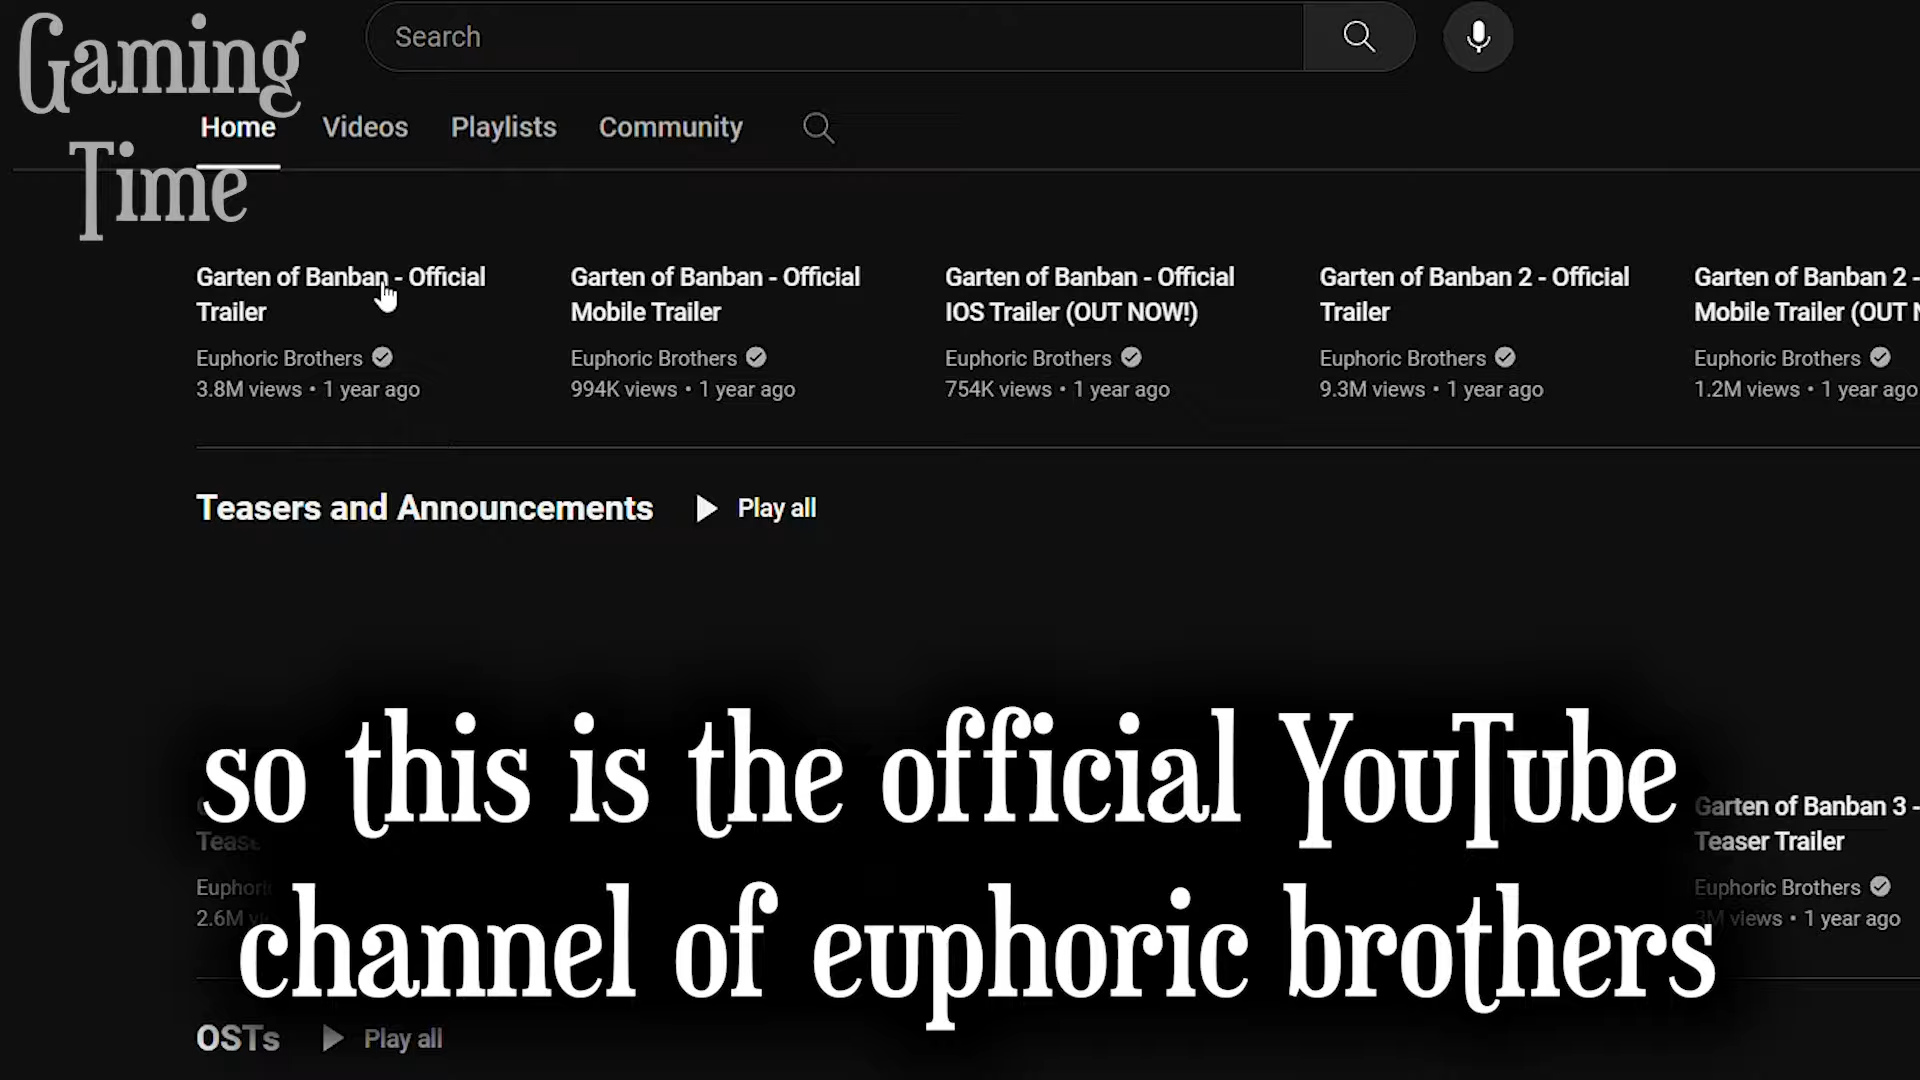 Gaming
Time
Search
Home Videos Playlists Community
Garten of Banban - Official
Trailer
Euphoric Brothers
3.8M views • 1 year ago
Garten of Banban - Official
Mobile Trailer
Euphoric Brothers
994K views • 1 year ago
Garten of Banban - Official
IOS Trailer (OUT NOW!)
Euphoric Brothers
754K views • 1 year ago
Garten of Banban 2 - Official
Trailer
Euphoric Brothers
9.3M views • 1 year ago
Garten of Banban 2 -
Mobile Trailer (OUT
Euphoric Brothers
1.2M views • 1 year ago
Teasers and Announcements Play all
so this is the official YouTube
channel of euphoric brothers
Garten of Banban 3 -
Teaser Trailer
Euphoric Brothers
3M views • 1 year ago
2.6M
OSTs Play all